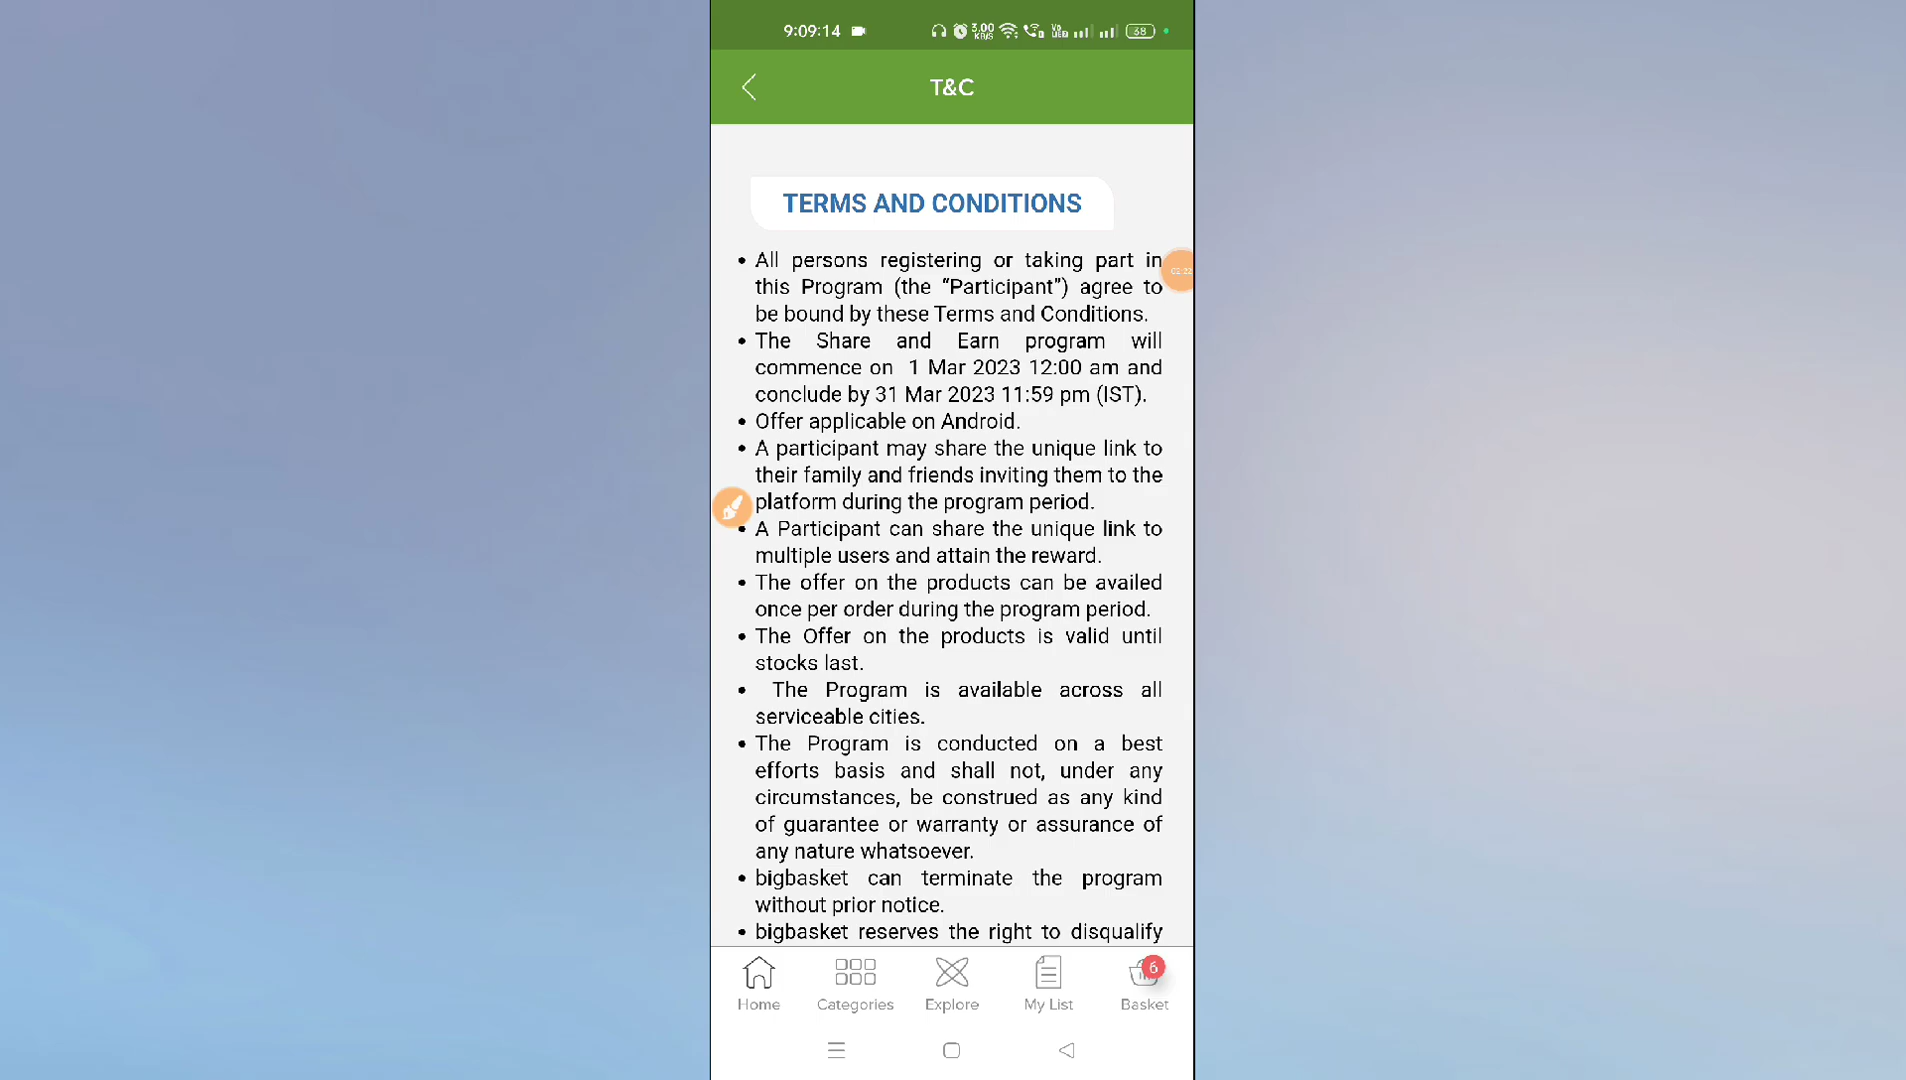 9:09:14 3.00 KB/S Vo LTE2 38
T&C
TERMS AND CONDITIONS
• All persons registering or taking part in
this Program (the “Participant”) agree to
be bound by these Terms and Conditions.
• The Share and Earn program will
commence on 1 Mar 2023 12:00 am and
conclude by 31 Mar 2023 11:59 pm (IST).
• Offer applicable on Android.
• A participant may share the unique link to
their family and friends inviting them to the
platform during the program period.
• A Participant can share the unique link to
multiple users and attain the reward.
• The offer on the products can be availed
once per order during the program period.
• The Offer on the products is valid until
stocks last.
• The Program is available across all
serviceable cities.
• The Program is conducted on a best
efforts basis and shall not, under any
circumstances, be construed as any kind
of guarantee or warranty or assurance of
any nature whatsoever.
• bigbasket can terminate the program
without prior notice.
• bigbasket reserves the right to disqualify
02:22
6
Home Categories Explore My List Basket